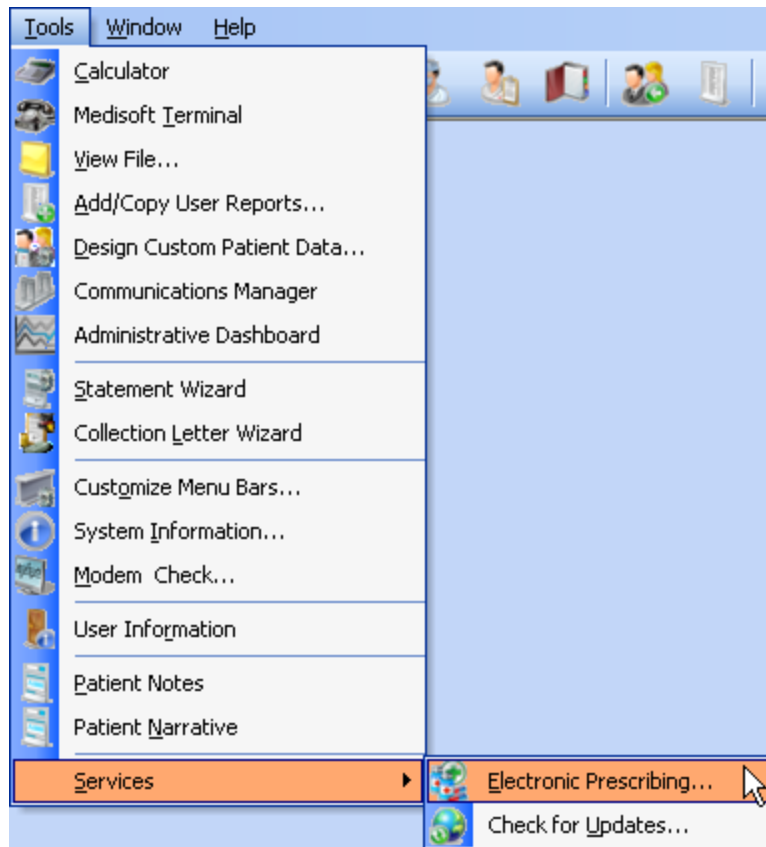 Tools Window Help
Calculator
Medisoft Terminal
View File...
Add/Copy User Reports...
Design Custom Patient Data...
Communications Manager
Administrative Dashboard
Statement Wizard
Collection Letter Wizard
Customize Menu Bars...
System Information...
Modem Check...
User Information
Patient Notes
Patient Narrative
Services
Electronic Prescribing...
Check for Updates...